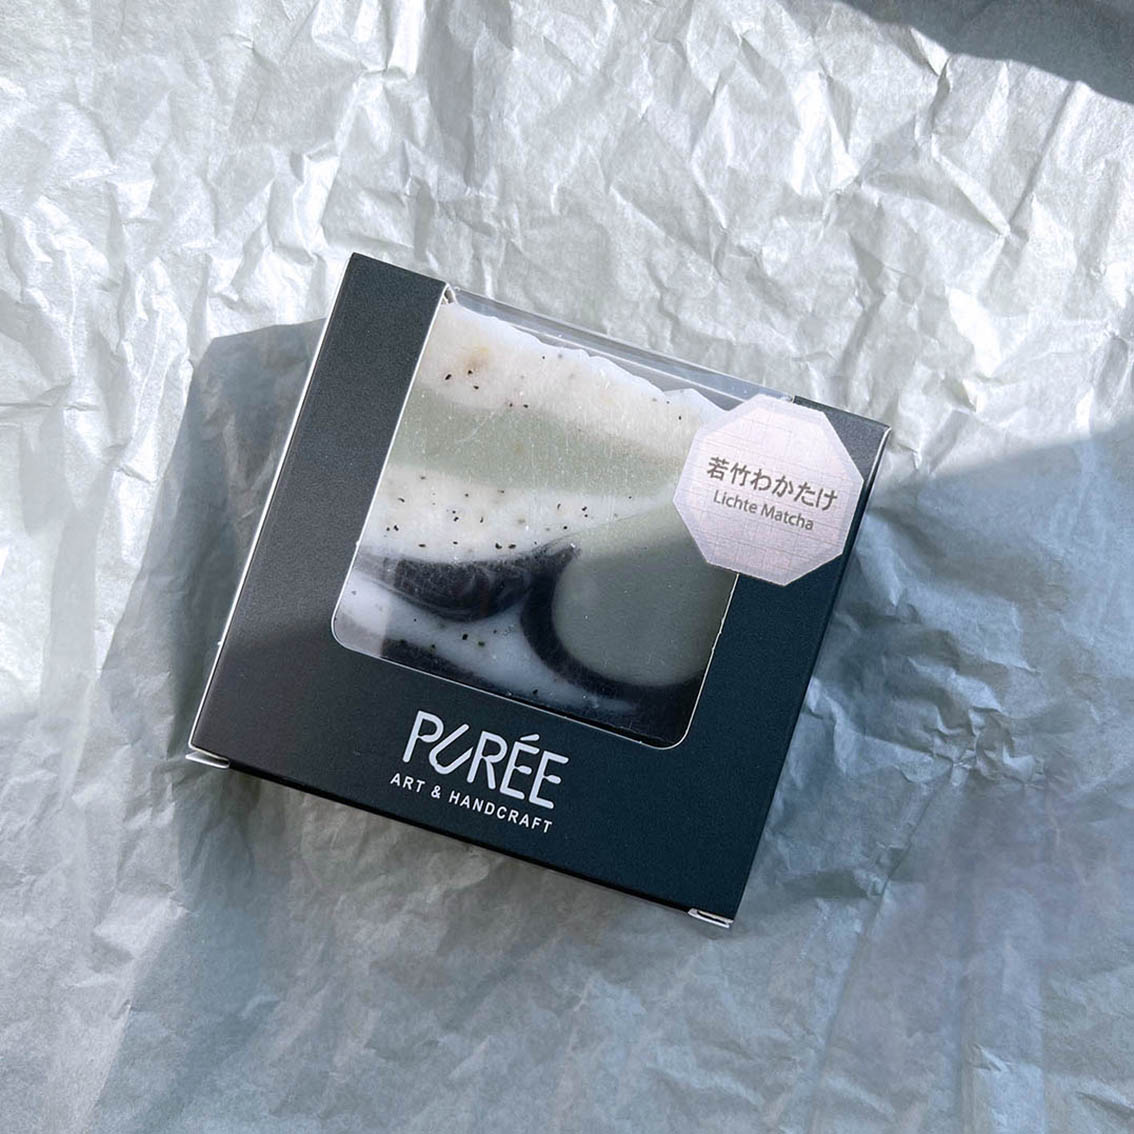 若竹わかたけ
Lichte Matcha
PURÉE
ART & HANDCRAFT